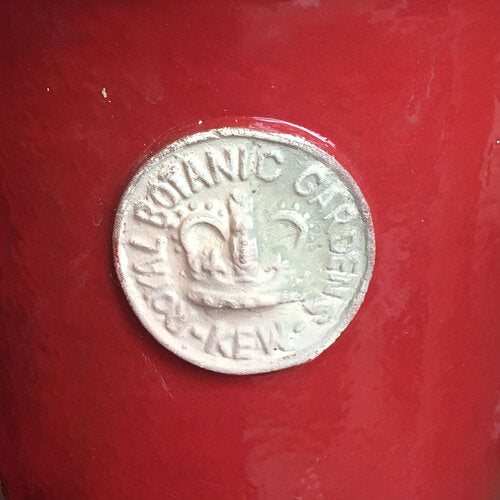 ROYAL BOTANIC GARDENS
·KEW·